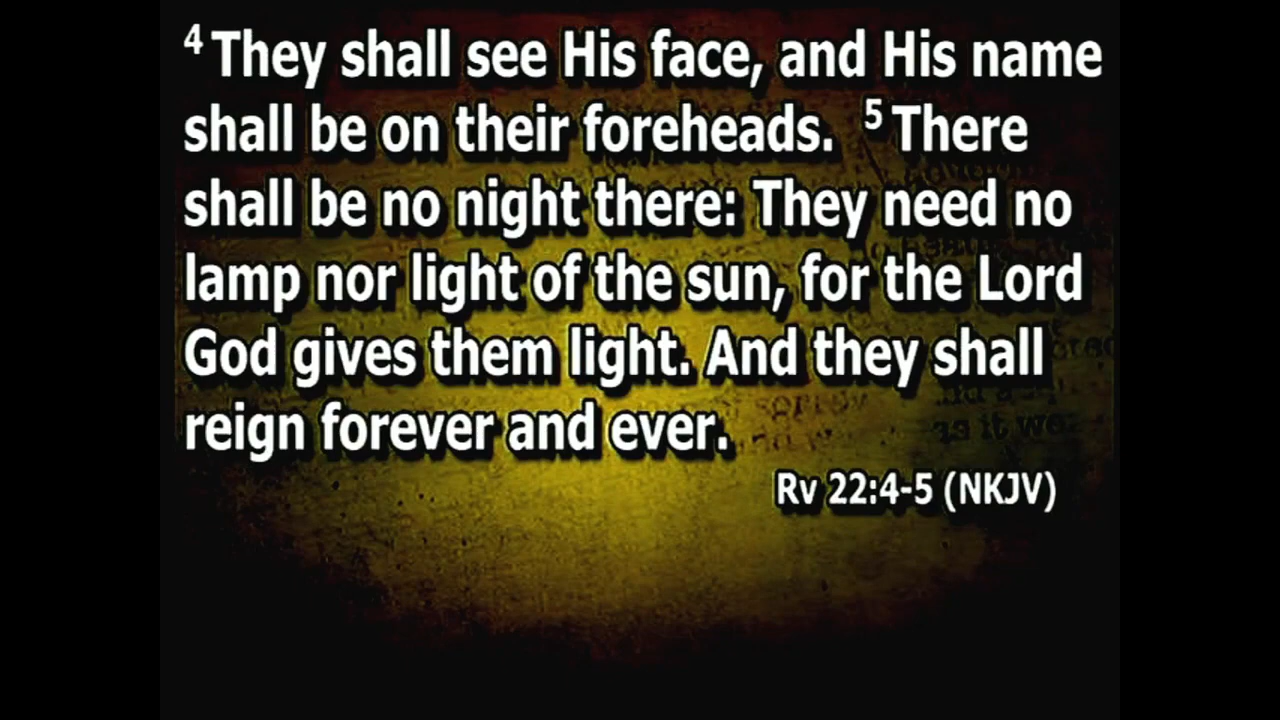 4 They shall see His face, and His name
shall be on their foreheads. 5 There
shall be no night there: They need no
lamp nor light of the sun, for the Lord
God gives them light. And they shall
reign forever and ever.
Rv 22:4-5 (NKJV)